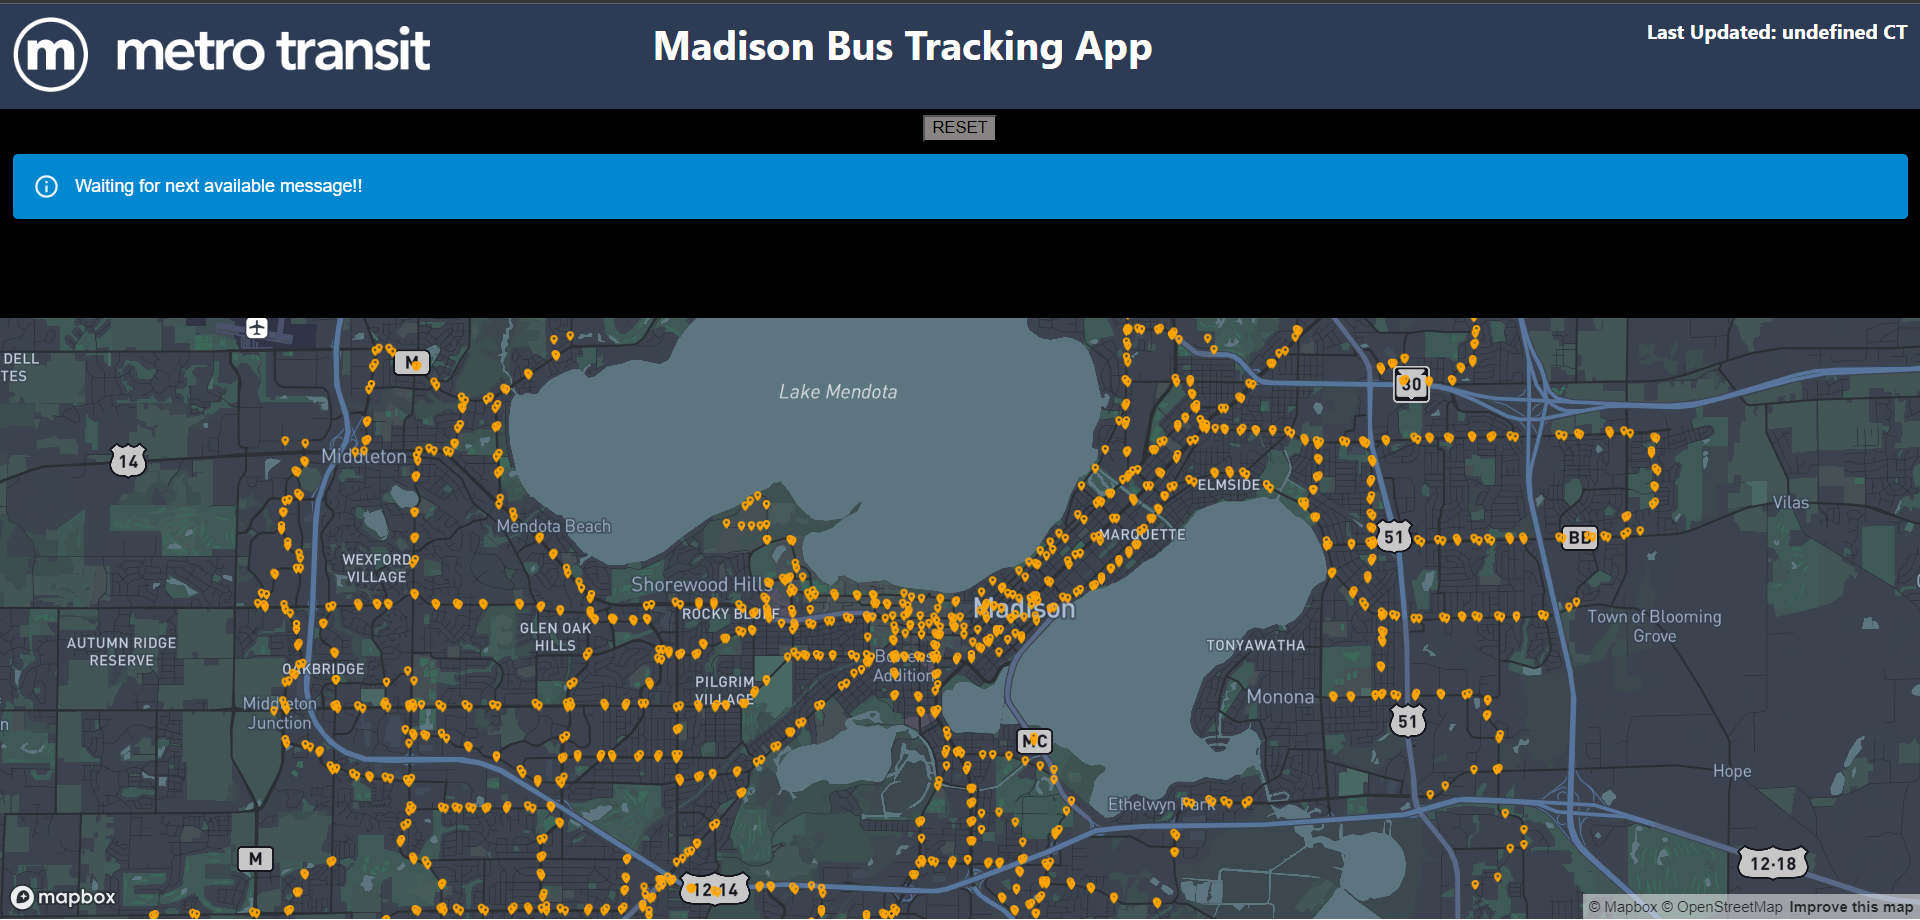 m metro transit
Madison Bus Tracking App
Last Updated: undefined CT
RESET
Waiting for next available message!!
DELL
TES
M
Lake Mendota
30
14
Middleton
ELMSIDE
Vilas
Mendota Beach
MARQUETTE
51
BB
WEXFORD
VILLAGE
Shorewood Hills
ROCKY BLUFF
Madison
GLEN OAK
HILLS
Town of Blooming
Grove
AUTUMN RIDGE
RESERVE
TONYAWATHA
OAKBRIDGE
Addition
PILGRIM
VILLAGE
Monona
Middleton
Junction
51
MC
Hope
Ethelwyn Park
M
12·18
12·14
mapbox
© Mapbox © OpenStreetMap Improve this map